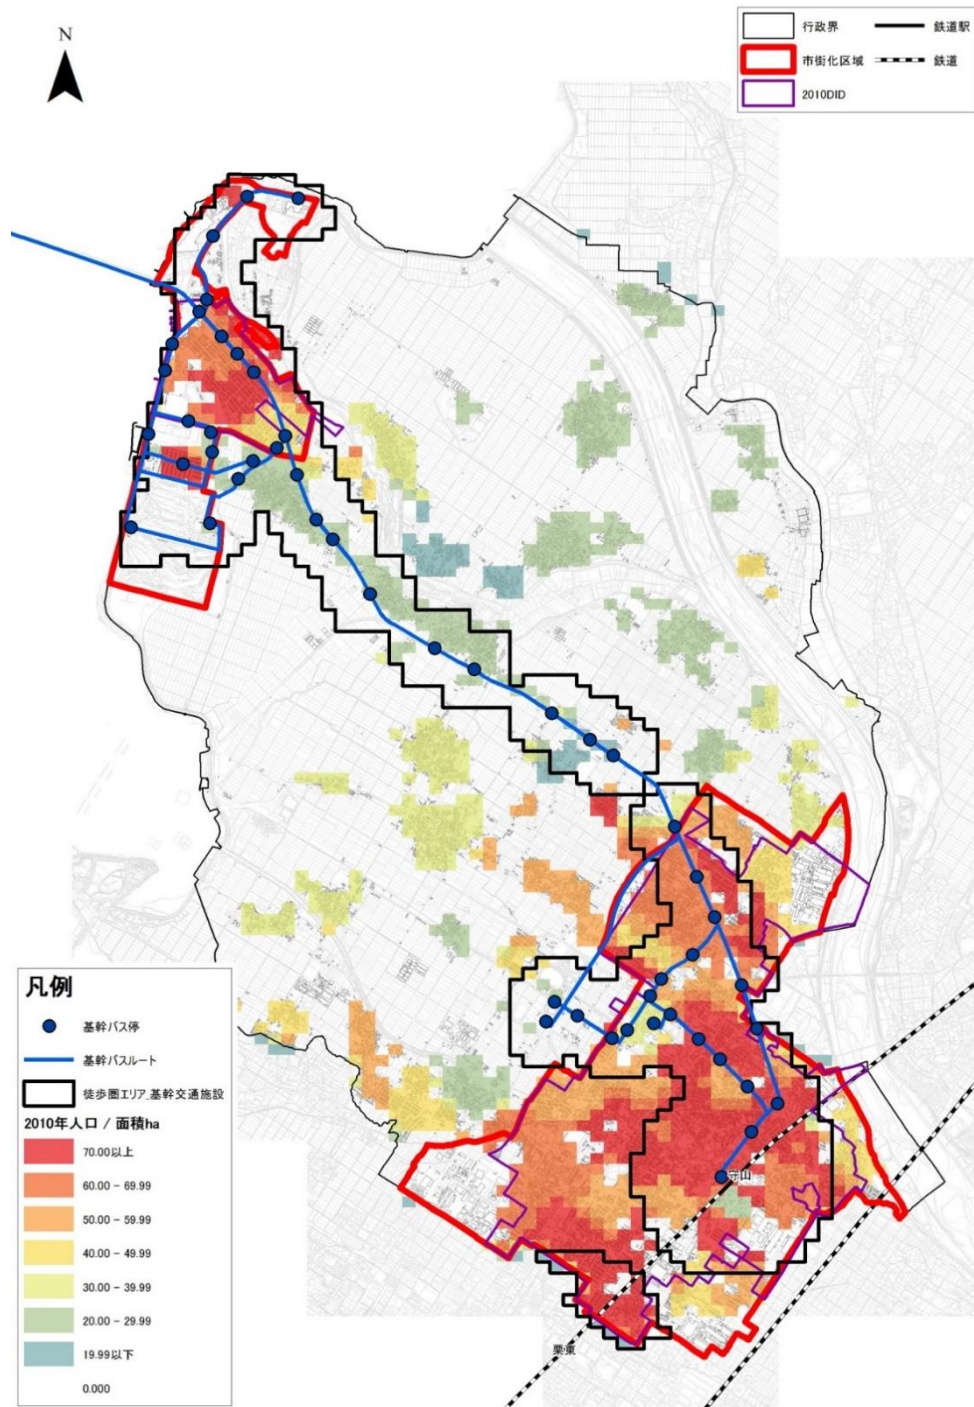 行政界
鉄道駅
市街化区域
鉄道
2010DID
N
守山
栗東
凡例
基幹バス停
基幹バスルート
徒歩圏エリア_基幹交通施設
2010年人口 / 面積ha
70.00以上
60.00 - 69.99
50.00 - 59.99
40.00 - 49.99
30.00 - 39.99
20.00 - 29.99
19.99以下
0.000